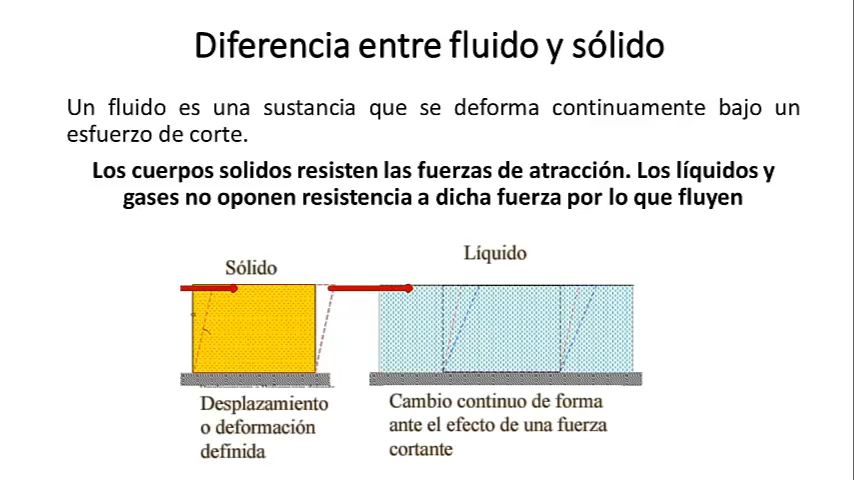 Diferencia entre fluido y sólido
Un fluido es una sustancia que se deforma continuamente bajo un
esfuerzo de corte.
Los cuerpos solidos resisten las fuerzas de atracción. Los líquidos y
gases no oponen resistencia a dicha fuerza por lo que fluyen
Sólido
Líquido
Desplazamiento
o deformación
definida
Cambio continuo de forma
ante el efecto de una fuerza
cortante